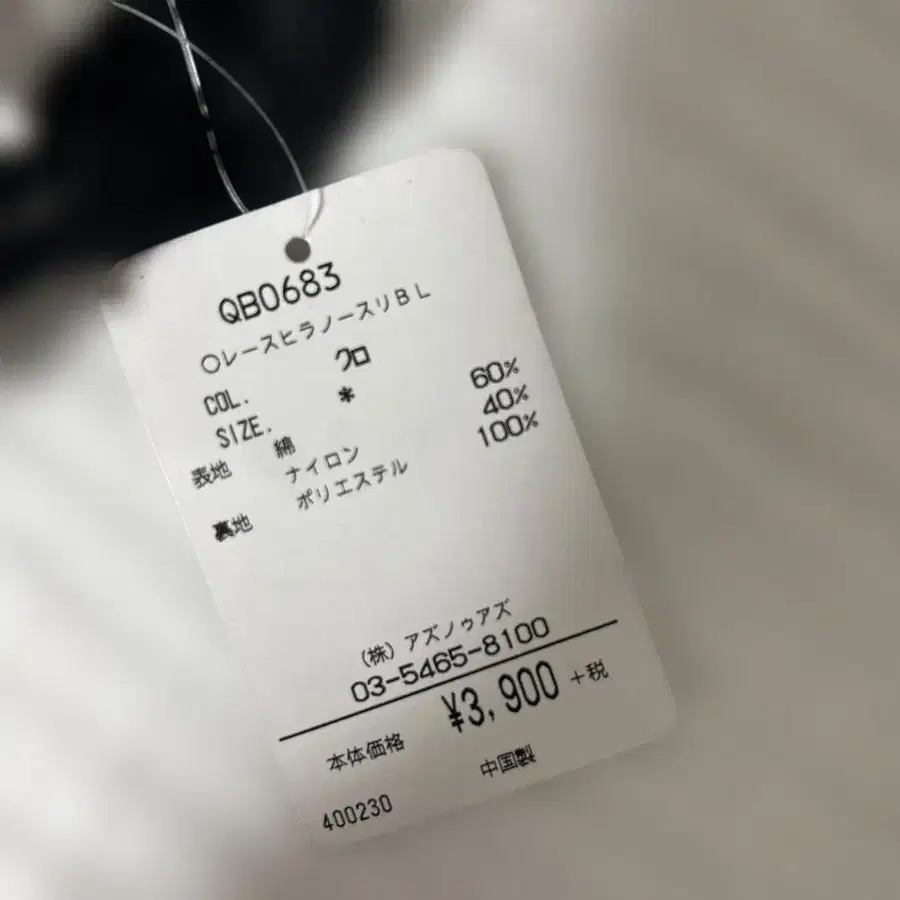 QB0683
○レースヒラノースリBL
COL. クロ
SIZE. *
表地 綿 60%
ナイロン 40%
裏地 ポリエステル 100%
(株) アズノゥアズ
03-5465-8100
本体価格 ¥3,900 +税
400230 中国製